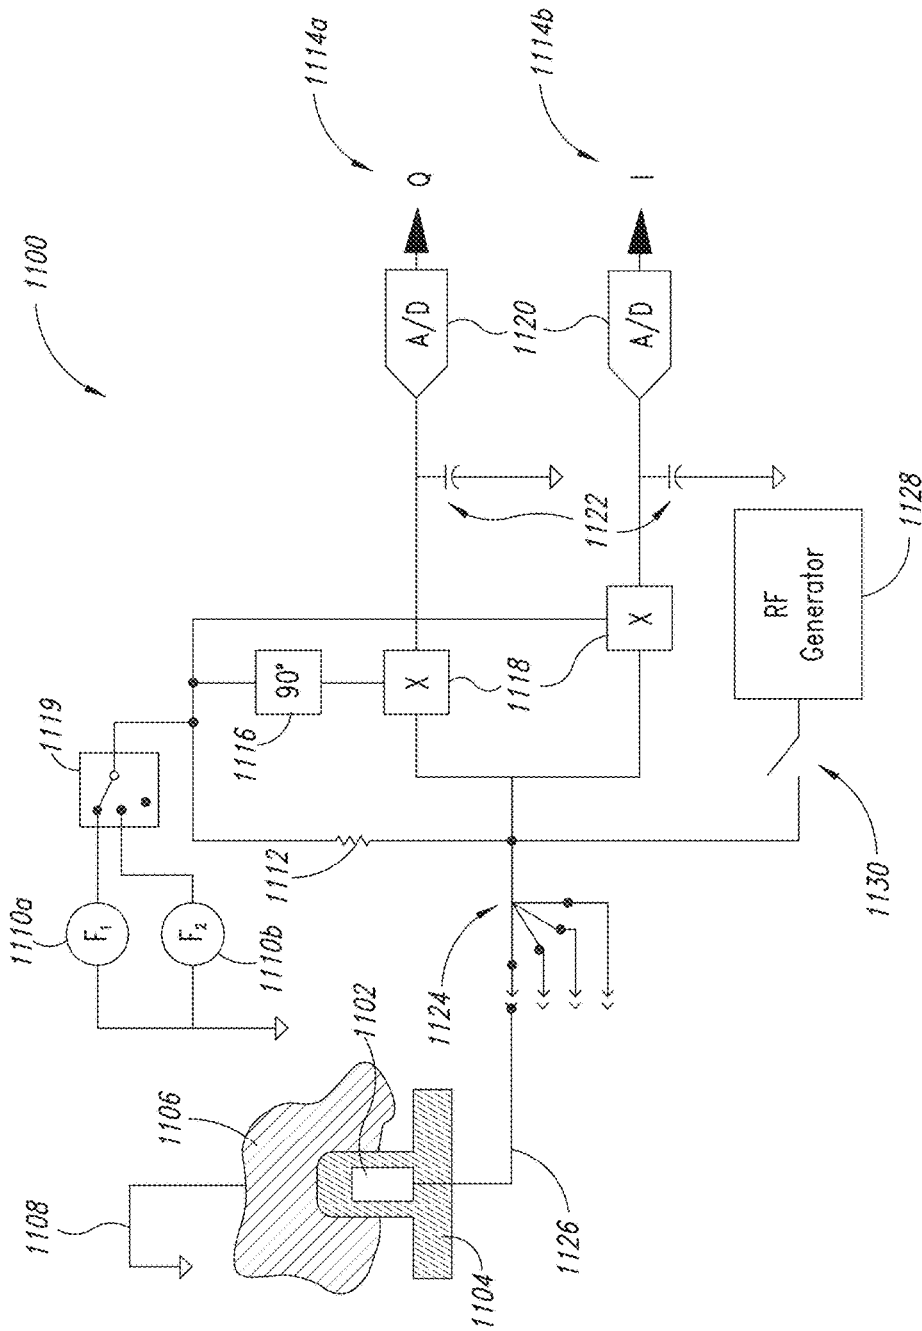 1100
1114a
1114b
Q
I
A/D
A/D
1120
1122
1128
RF
Generator
90°
X
X
1116
1118
1119
1112
1130
1110a
F₁
F₂
1110b
1124
1102
1106
1108
1104
1126